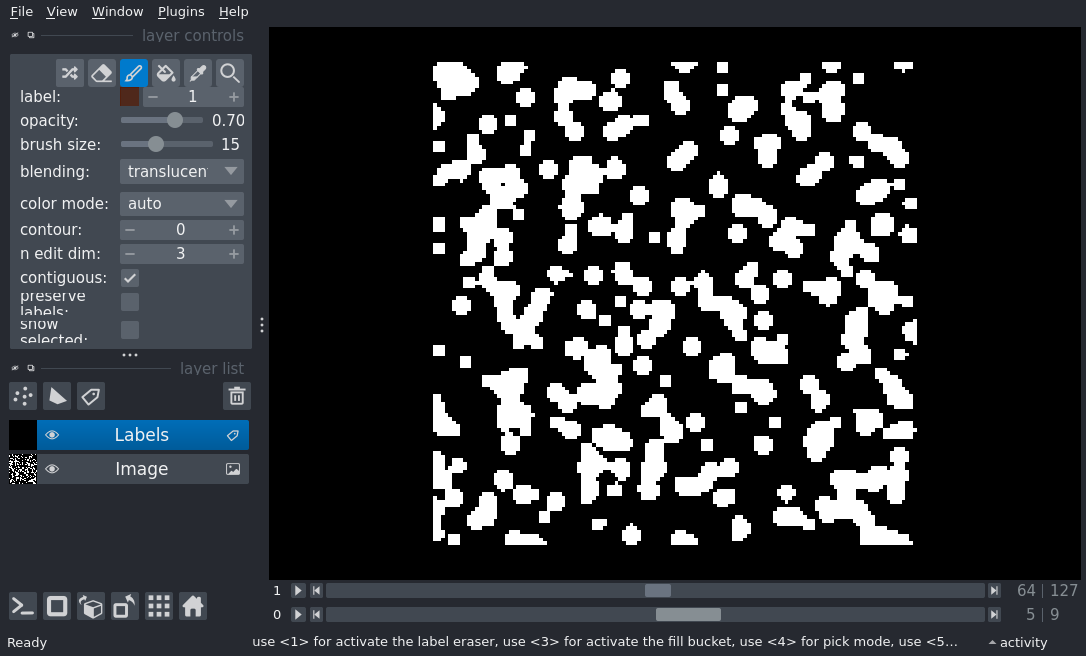 File View Window Plugins Help
layer controls
label: 1
opacity: 0.70
brush size: 15
blending: translucen
color mode: auto
contour: 0
n edit dim: 3
contiguous:
preserve
labels:
show
selected:
layer list
Labels
Image
1 64 127
0 5 9
Ready use <1> for activate the label eraser, use <3> for activate the fill bucket, use <4> for pick mode, use <5… activity